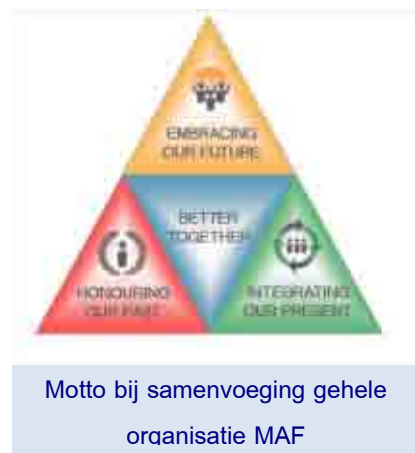 EMBRACING
OUR FUTURE
BETTER
TOGETHER
HONOURING
OUR PAST
INTEGRATING
OUR PRESENT
Motto bij samenvoeging gehele
organisatie MAF